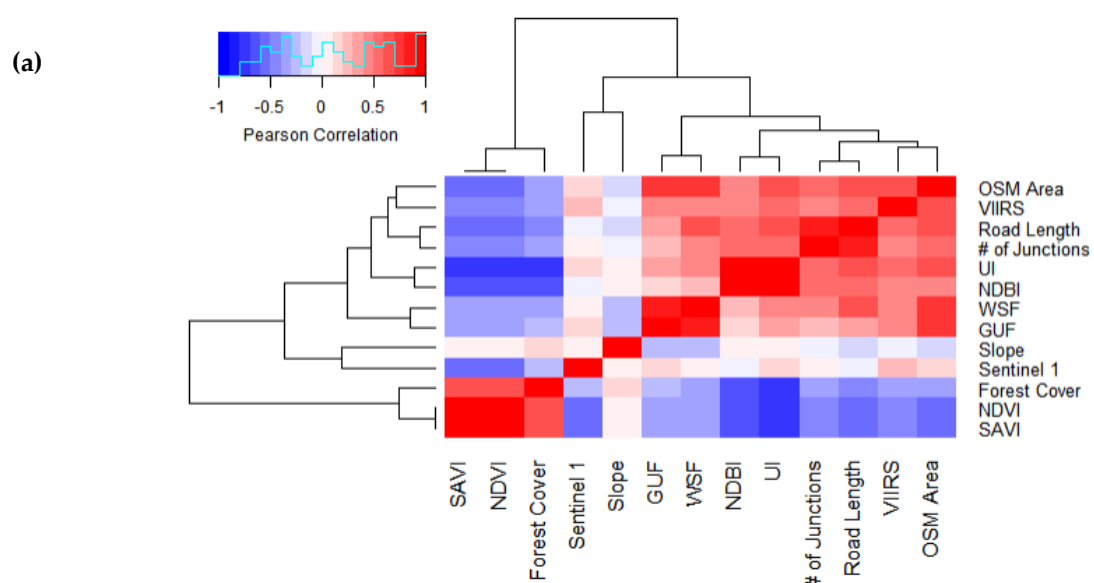 (a)
-1 -0.5 0 0.5 1
Pearson Correlation
OSM Area
VIIRS
Road Length
# of Junctions
UI
NDBI
WSF
GUF
Slope
Sentinel 1
Forest Cover
NDVI
SAVI
SAVI
NDVI
Forest Cover
Sentinel 1
Slope
GUF
WSF
NDBI
UI
# of Junctions
Road Length
VIIRS
OSM Area